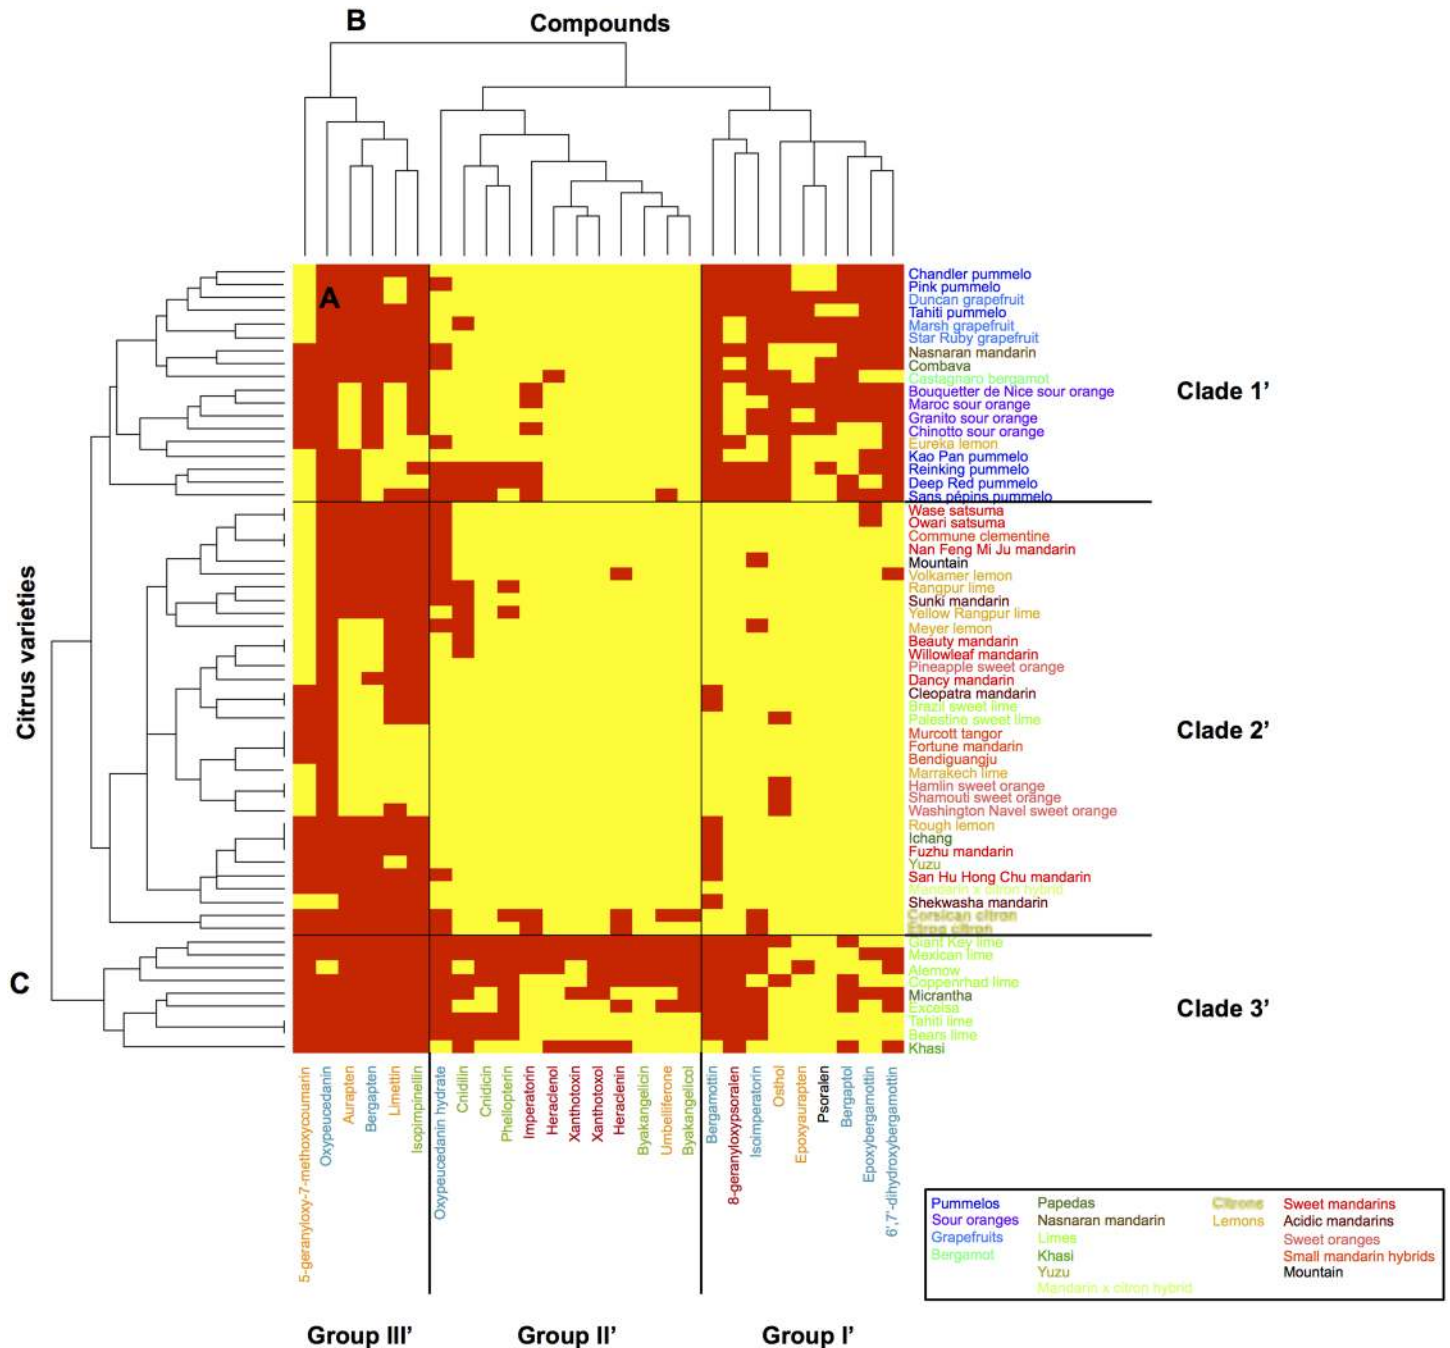 B
Compounds
A
C
Citrus varieties
Chandler pummelo
Pink pummelo
Duncan grapefruit
Tahiti pummelo
Marsh grapefruit
Star Ruby grapefruit
Nasnaran mandarin
Combava
Castagnaro bergamot
Bouquetter de Nice sour orange
Maroc sour orange
Granito sour orange
Chinotto sour orange
Eureka lemon
Kao Pan pummelo
Reinking pummelo
Deep Red pummelo
Sans pépins pummelo
Wase satsuma
Owari satsuma
Commune clementine
Nan Feng Mi Ju mandarin
Mountain
Volkamer lemon
Rangpur lime
Sunki mandarin
Yellow Rangpur lime
Meyer lemon
Beauty mandarin
Willowleaf mandarin
Pineapple sweet orange
Dancy mandarin
Cleopatra mandarin
Brazil sweet lime
Palestine sweet lime
Murcott tangor
Fortune mandarin
Bendiguangju
Marrakech lime
Hamlin sweet orange
Shamouti sweet orange
Washington Navel sweet orange
Rough lemon
Ichang
Fuzhu mandarin
Yuzu
San Hu Hong Chu mandarin
Mandarin x citron hybrid
Shekwasha mandarin
Corsican citron
Etrog citron
Giant Key lime
Mexican lime
Alemow
Coppenrhad lime
Micrantha
Excelsa
Tahiti lime
Bears lime
Khasi
Clade 1'
Clade 2'
Clade 3'
5-geranyloxy-7-methoxycoumarin
Oxypeucedanin
Aurapten
Bergapten
Limettin
Isopimpinellin
Oxypeucedanin hydrate
Cnidilin
Cnidicin
Phellopterin
Imperatorin
Heraclenol
Xanthotoxin
Xanthotoxol
Heraclenin
Byakangelicin
Umbelliferone
Byakangelicol
Bergamottin
8-geranyloxypsoralen
Isoimperatorin
Osthol
Epoxyaurapten
Psoralen
Bergaptol
Epoxybergamottin
6',7'-dihydroxybergamottin
Group III'
Group II'
Group I'
Pummelos
Sour oranges
Grapefruits
Bergamot
Papedas
Nasnaran mandarin
Limes
Khasi
Yuzu
Mandarin x citron hybrid
Citrons
Lemons
Sweet mandarins
Acidic mandarins
Sweet oranges
Small mandarin hybrids
Mountain